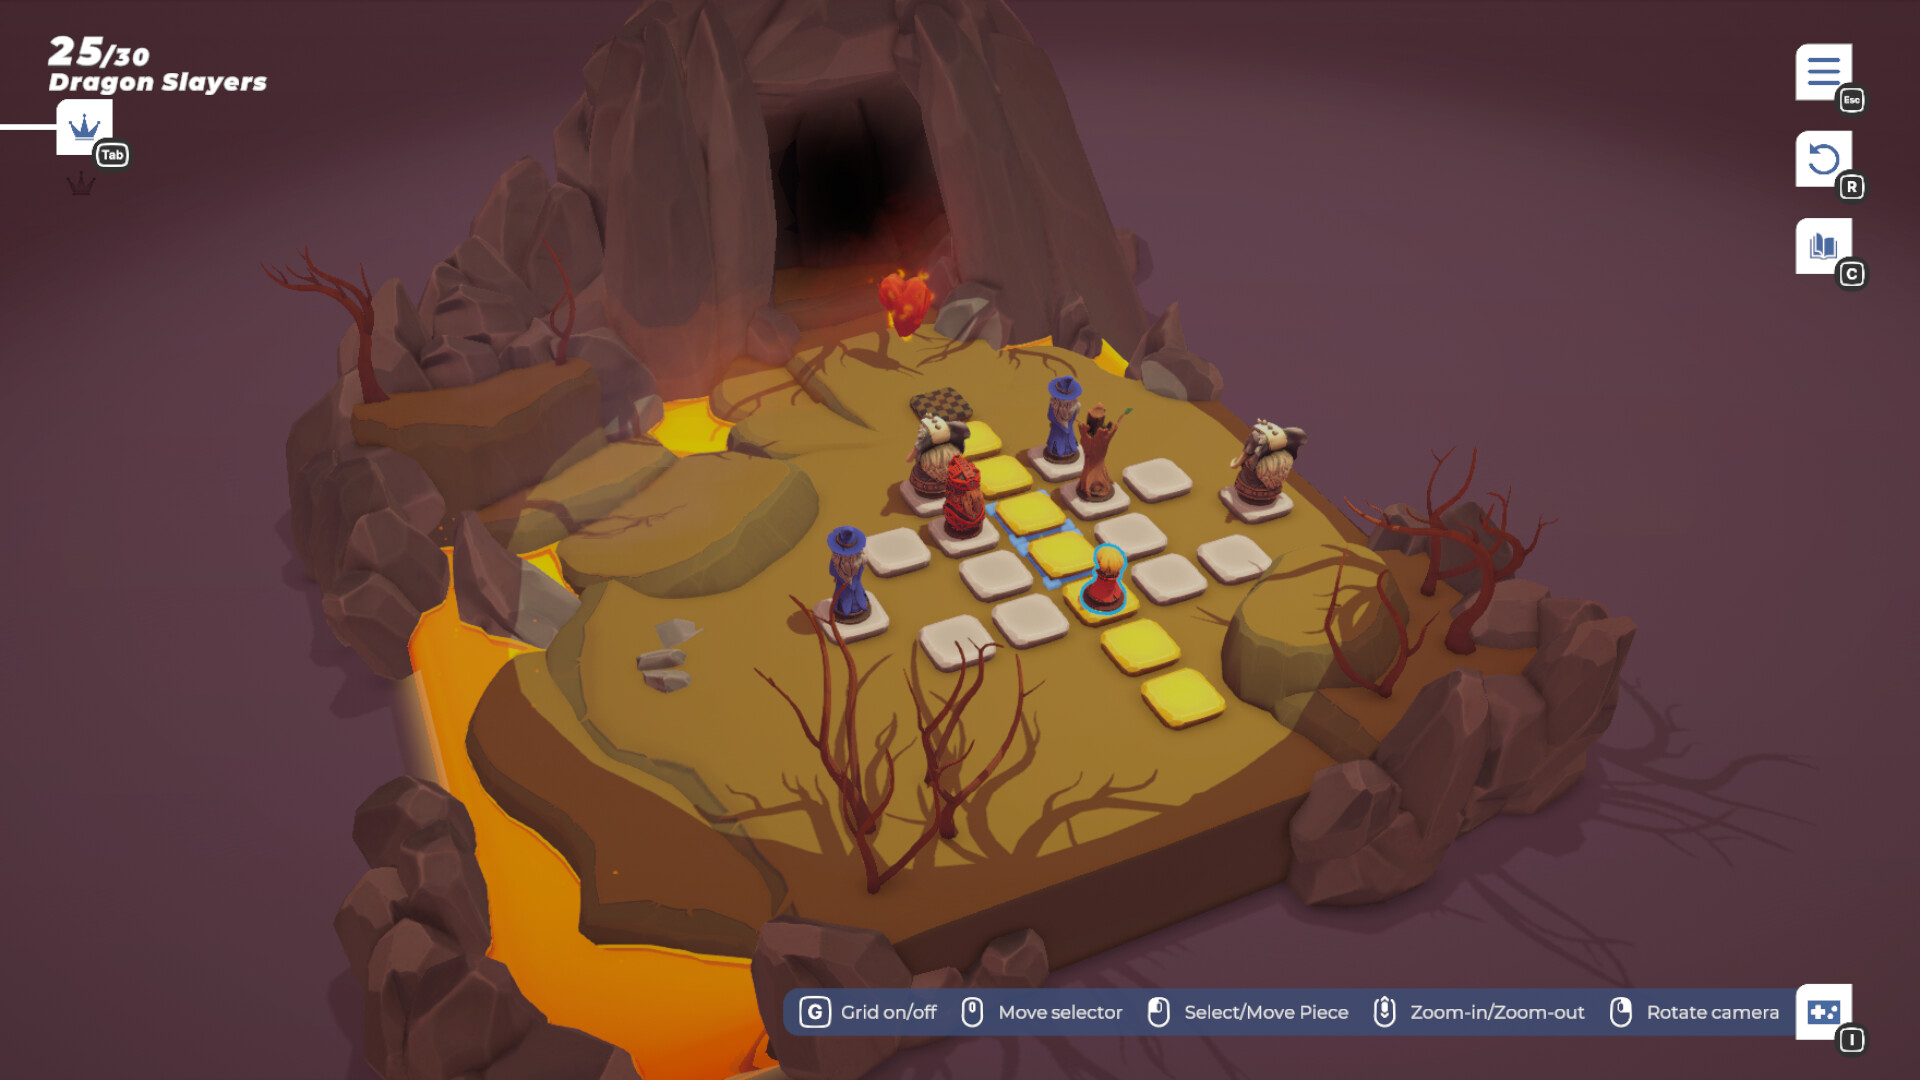 25/30
Dragon Slayers
Tab
Esc
R
C
G Grid on/off Move selector Select/Move Piece Zoom-in/Zoom-out Rotate camera
I